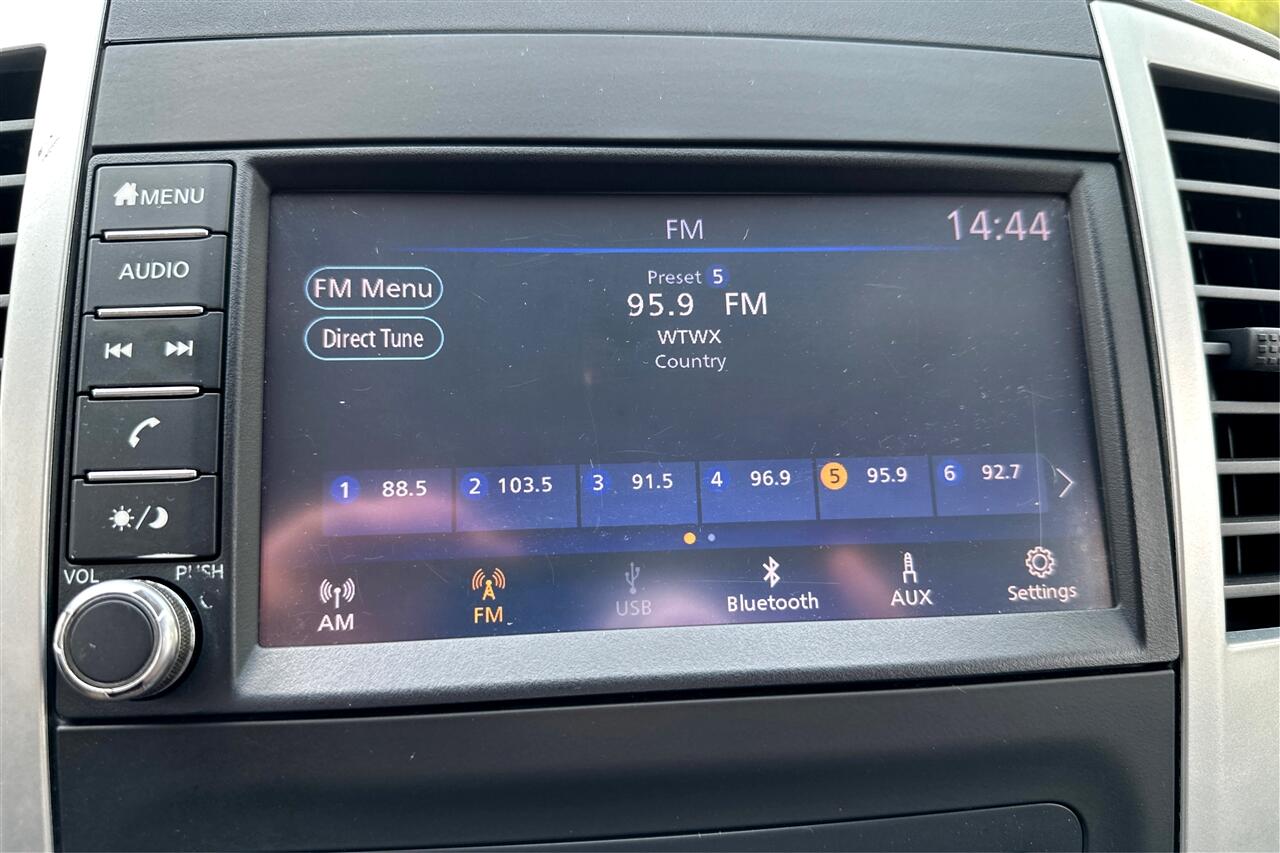 MENU
AUDIO
VOL
PUSH
FM
14:44
FM Menu
Direct Tune
Preset 5
95.9 FM
WTWX
Country
1 88.5
2 103.5
3 91.5
4 96.9
5 95.9
6 92.7
AM
FM
USB
Bluetooth
AUX
Settings